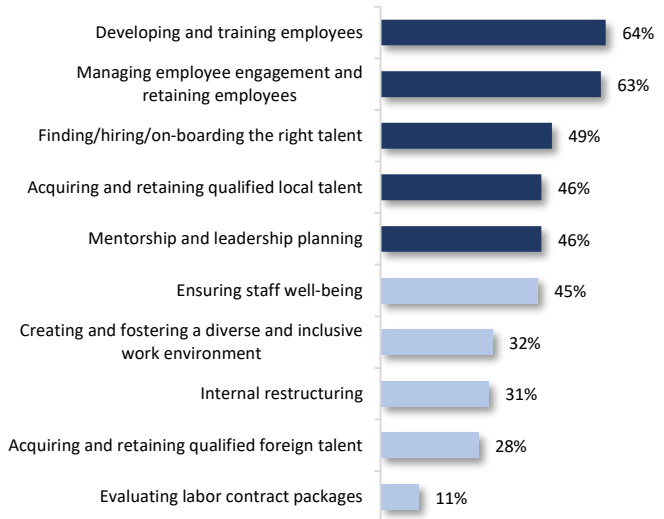 Developing and training employees 64%
Managing employee engagement and
retaining employees 63%
Finding/hiring/on-boarding the right talent 49%
Acquiring and retaining qualified local talent 46%
Mentorship and leadership planning 46%
Ensuring staff well-being 45%
Creating and fostering a diverse and inclusive
work environment 32%
Internal restructuring 31%
Acquiring and retaining qualified foreign talent 28%
Evaluating labor contract packages 11%